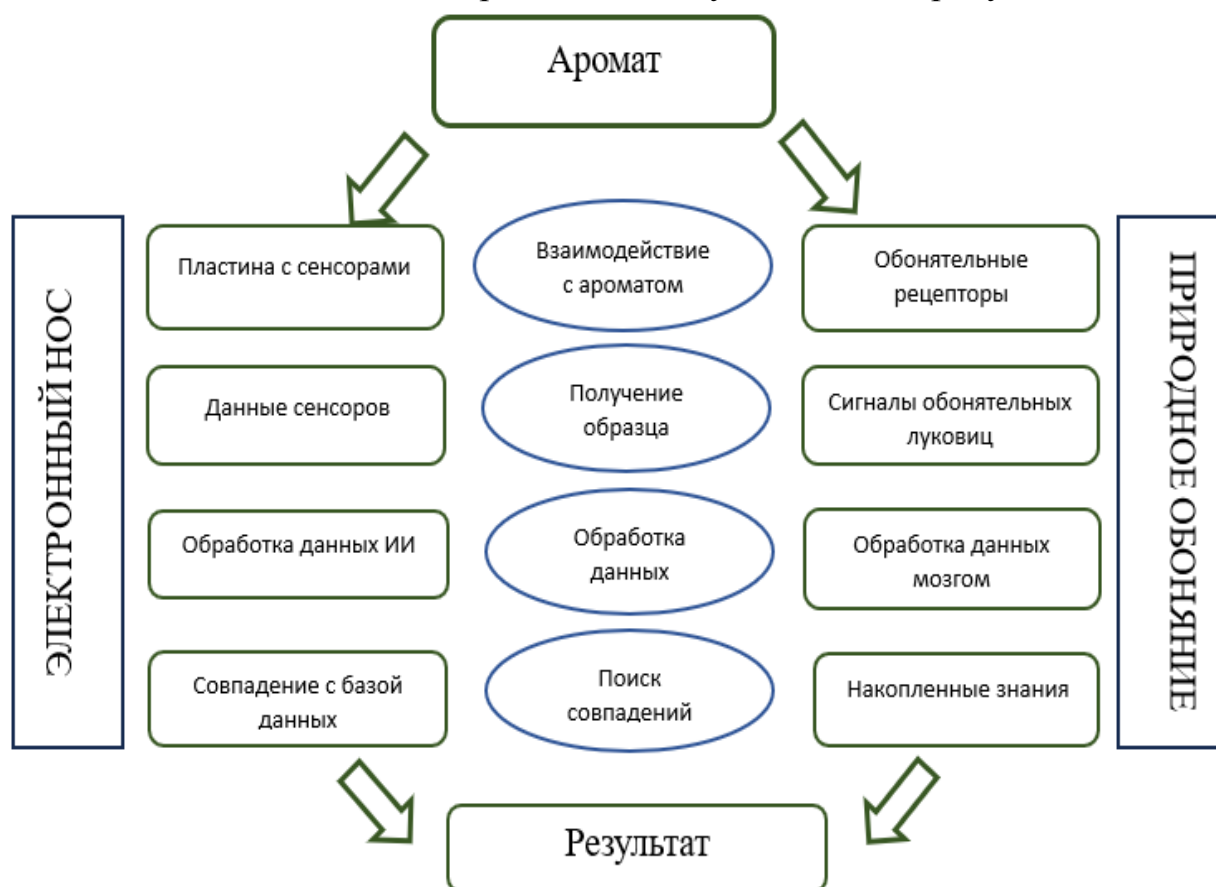 Аромат
Пластина с сенсорами
Взаимодействие
с ароматом
Обонятельные
рецепторы
ЭЛЕКТРОННЫЙ НОС
ПРИРОДНОЕ ОБОНЯНИЕ
Данные сенсоров
Получение
образца
Сигналы обонятельных
луковиц
Обработка данных ИИ
Обработка
данных
Обработка данных
мозгом
Совпадение с базой
данных
Поиск
совпадений
Накопленные знания
Результат